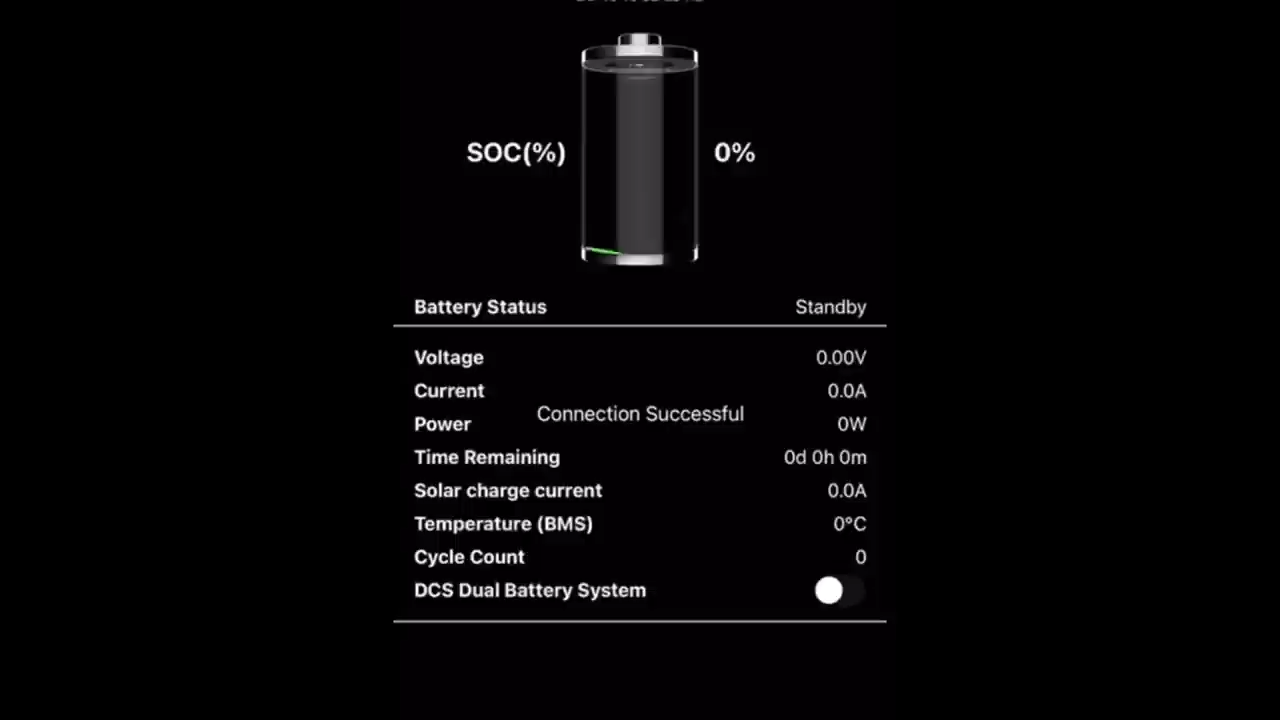 SOC(%) 0%
Battery Status Standby
Voltage 0.00V
Current 0.0A
Connection Successful
Power 0W
Time Remaining 0d 0h 0m
Solar charge current 0.0A
Temperature (BMS) 0°C
Cycle Count 0
DCS Dual Battery System